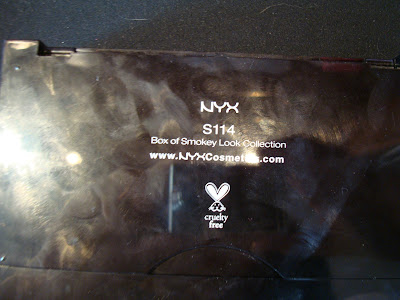 NYX
S114
Box of Smokey Look Collection
www.NYXCosmetics.com
cruelty
free